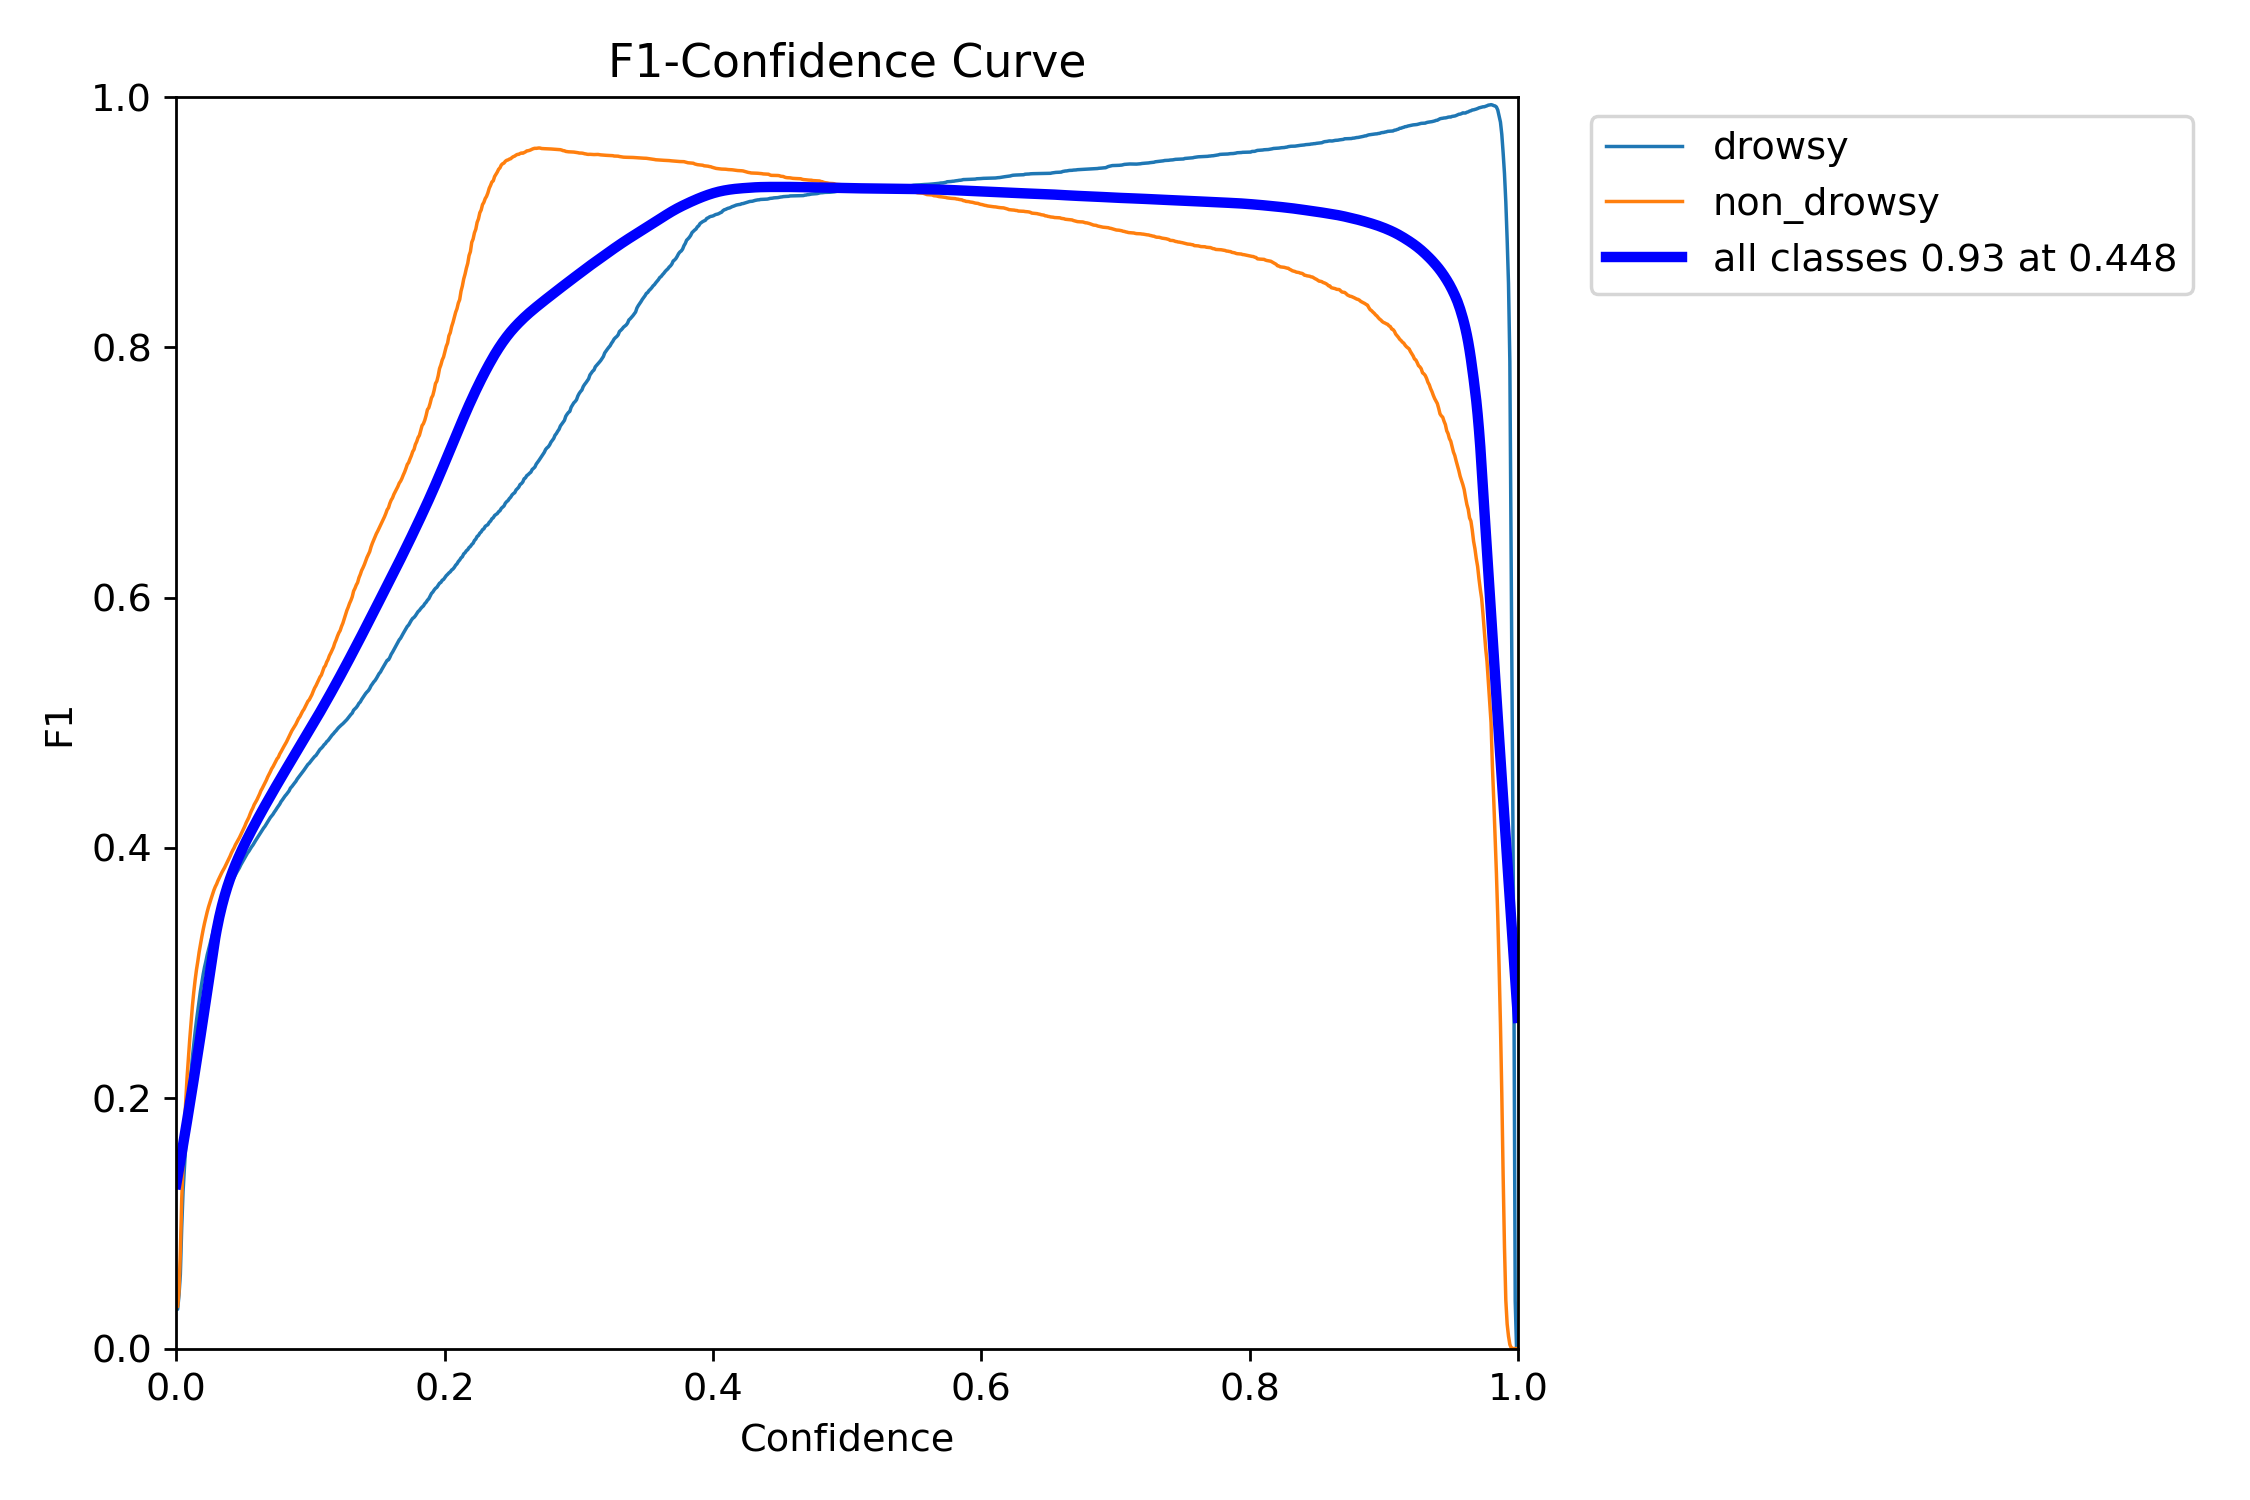 F1-Confidence Curve
1.0
0.8
0.6
0.4
0.2
0.0
F1
0.0 0.2 0.4 0.6 0.8 1.0
Confidence
drowsy
non_drowsy
all classes 0.93 at 0.448